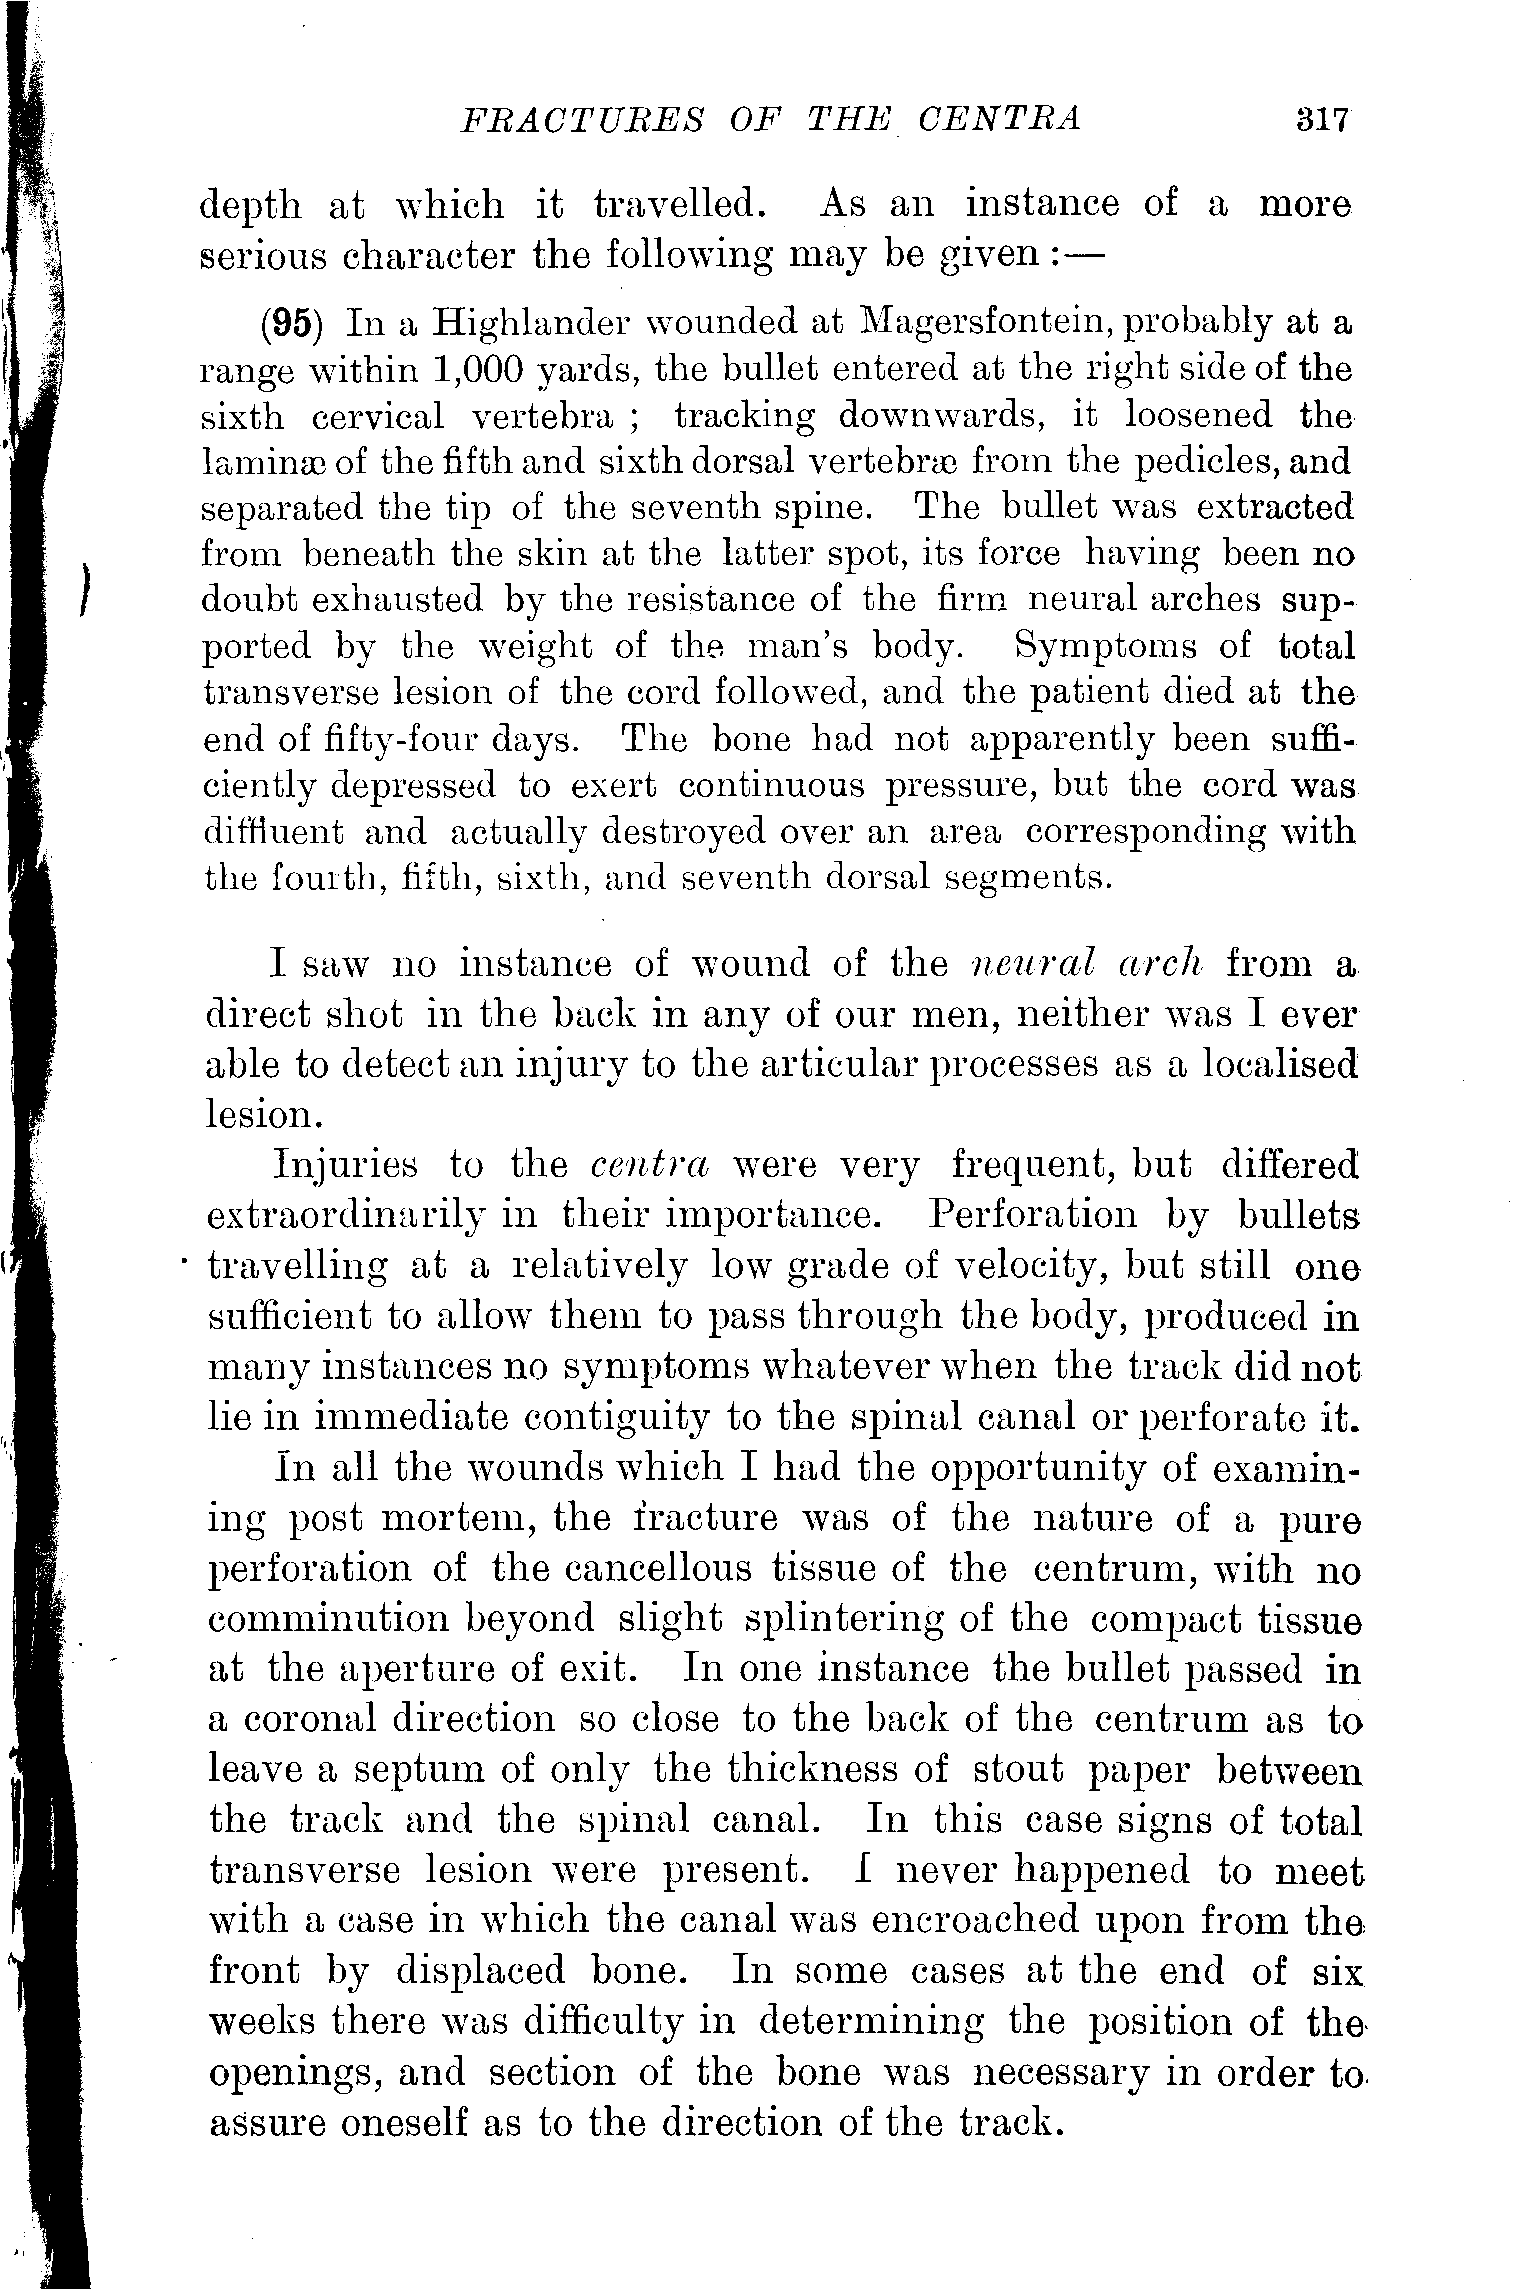 FRACTURES OF THE CENTRA 317
depth at which it travelled. As an instance of a more
serious character the following may be given :—
(95) In a Highlander wounded at Magersfontein, probably at a
range within 1,000 yards, the bullet entered at the right side of the
sixth cervical vertebra ; tracking downwards, it loosened the
laminæ of the fifth and sixth dorsal vertebræ from the pedicles, and
separated the tip of the seventh spine. The bullet was extracted
from beneath the skin at the latter spot, its force having been no
doubt exhausted by the resistance of the firm neural arches sup-
ported by the weight of the man's body. Symptoms of total
transverse lesion of the cord followed, and the patient died at the
end of fifty-four days. The bone had not apparently been suffi-
ciently depressed to exert continuous pressure, but the cord was
diffluent and actually destroyed over an area corresponding with
the fourth, fifth, sixth, and seventh dorsal segments.
I saw no instance of wound of the neural arch from a
direct shot in the back in any of our men, neither was I ever
able to detect an injury to the articular processes as a localised
lesion.
Injuries to the centra were very frequent, but differed
extraordinarily in their importance. Perforation by bullets
travelling at a relatively low grade of velocity, but still one
sufficient to allow them to pass through the body, produced in
many instances no symptoms whatever when the track did not
lie in immediate contiguity to the spinal canal or perforate it.
In all the wounds which I had the opportunity of examin-
ing post mortem, the fracture was of the nature of a pure
perforation of the cancellous tissue of the centrum, with no
comminution beyond slight splintering of the compact tissue
at the aperture of exit. In one instance the bullet passed in
a coronal direction so close to the back of the centrum as to
leave a septum of only the thickness of stout paper between
the track and the spinal canal. In this case signs of total
transverse lesion were present. I never happened to meet
with a case in which the canal was encroached upon from the
front by displaced bone. In some cases at the end of six
weeks there was difficulty in determining the position of the
openings, and section of the bone was necessary in order to
assure oneself as to the direction of the track.